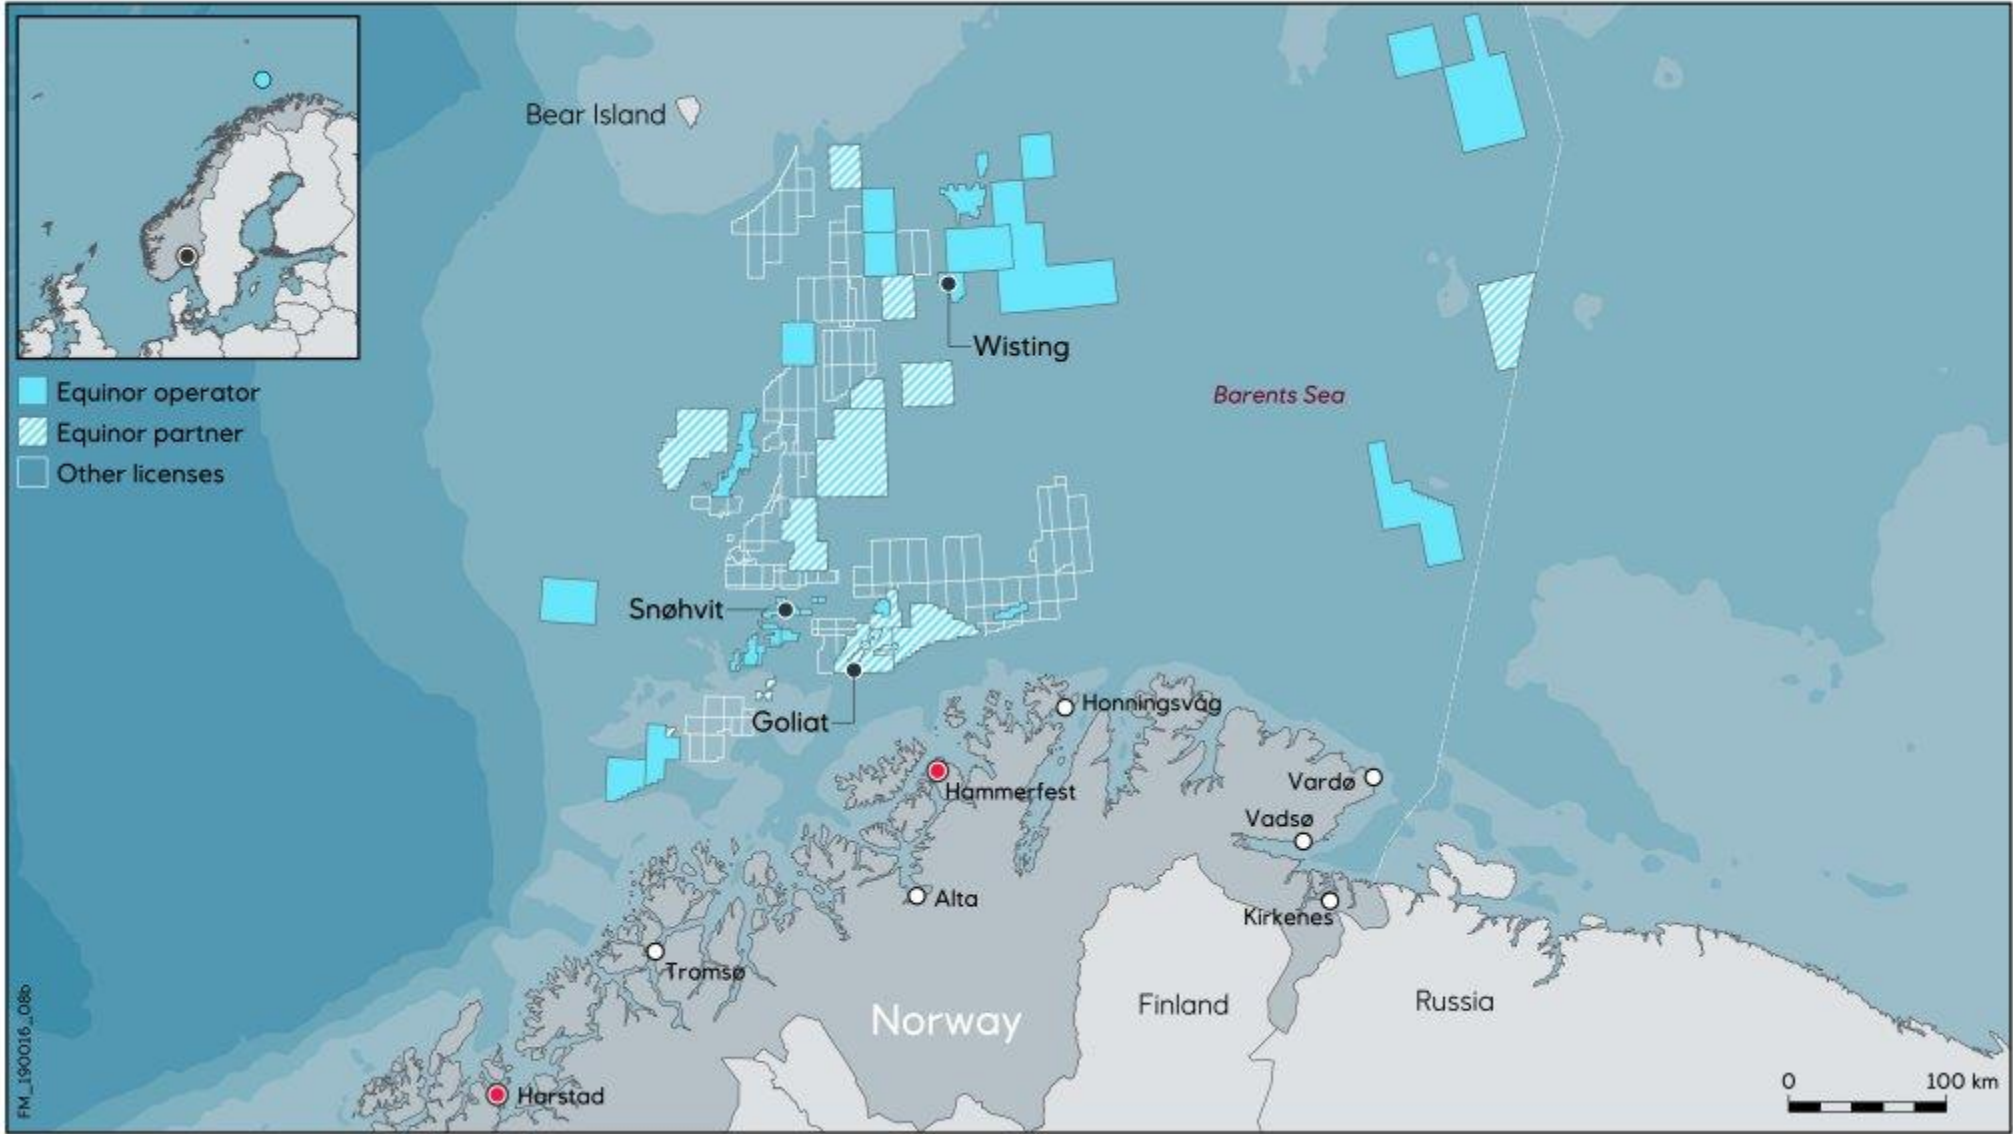 Bear Island
Equinor operator
Equinor partner
Other licenses
Wisting
Barents Sea
Snøhvit
Goliat
Honningsvåg
Hammerfest
Vardø
Vadsø
Alta
Kirkenes
Tromsø
Norway
Finland
Russia
Harstad
0 100 km
FM_190016_08b